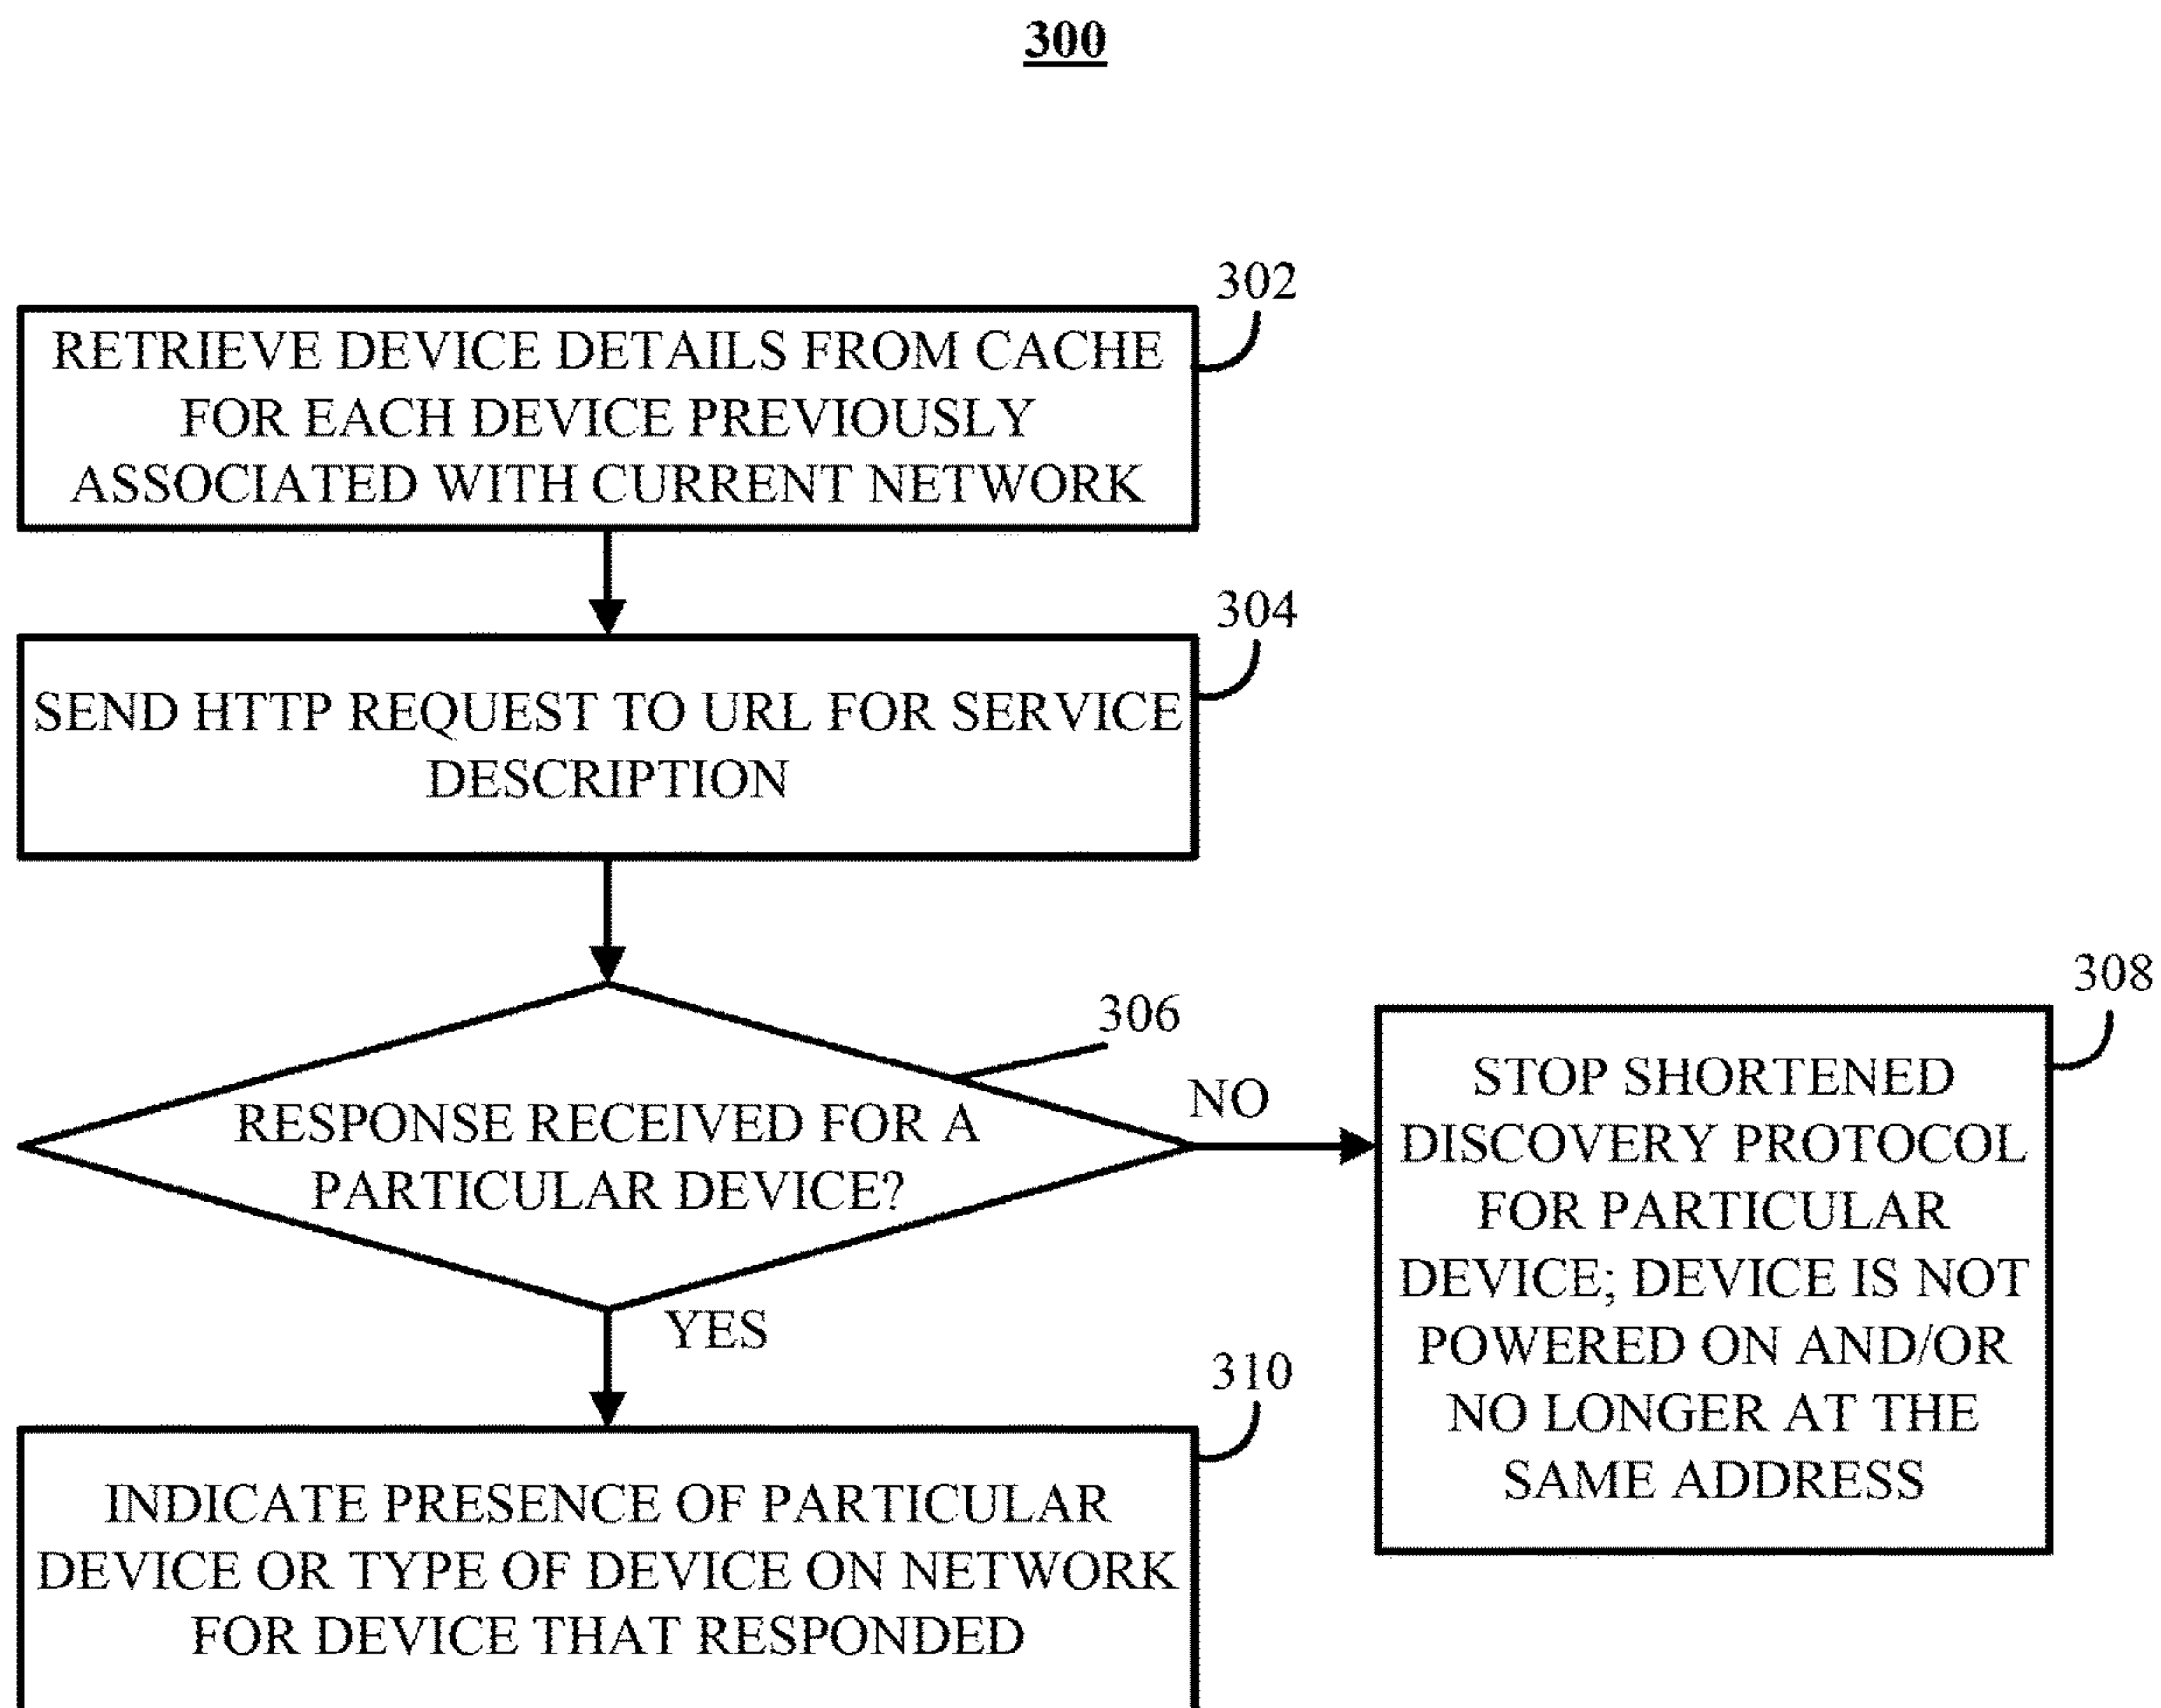 300
302
RETRIEVE DEVICE DETAILS FROM CACHE
FOR EACH DEVICE PREVIOUSLY
ASSOCIATED WITH CURRENT NETWORK
304
SEND HTTP REQUEST TO URL FOR SERVICE
DESCRIPTION
306
RESPONSE RECEIVED FOR A
PARTICULAR DEVICE?
NO
308
STOP SHORTENED
DISCOVERY PROTOCOL
FOR PARTICULAR
DEVICE; DEVICE IS NOT
POWERED ON AND/OR
NO LONGER AT THE
SAME ADDRESS
YES
310
INDICATE PRESENCE OF PARTICULAR
DEVICE OR TYPE OF DEVICE ON NETWORK
FOR DEVICE THAT RESPONDED